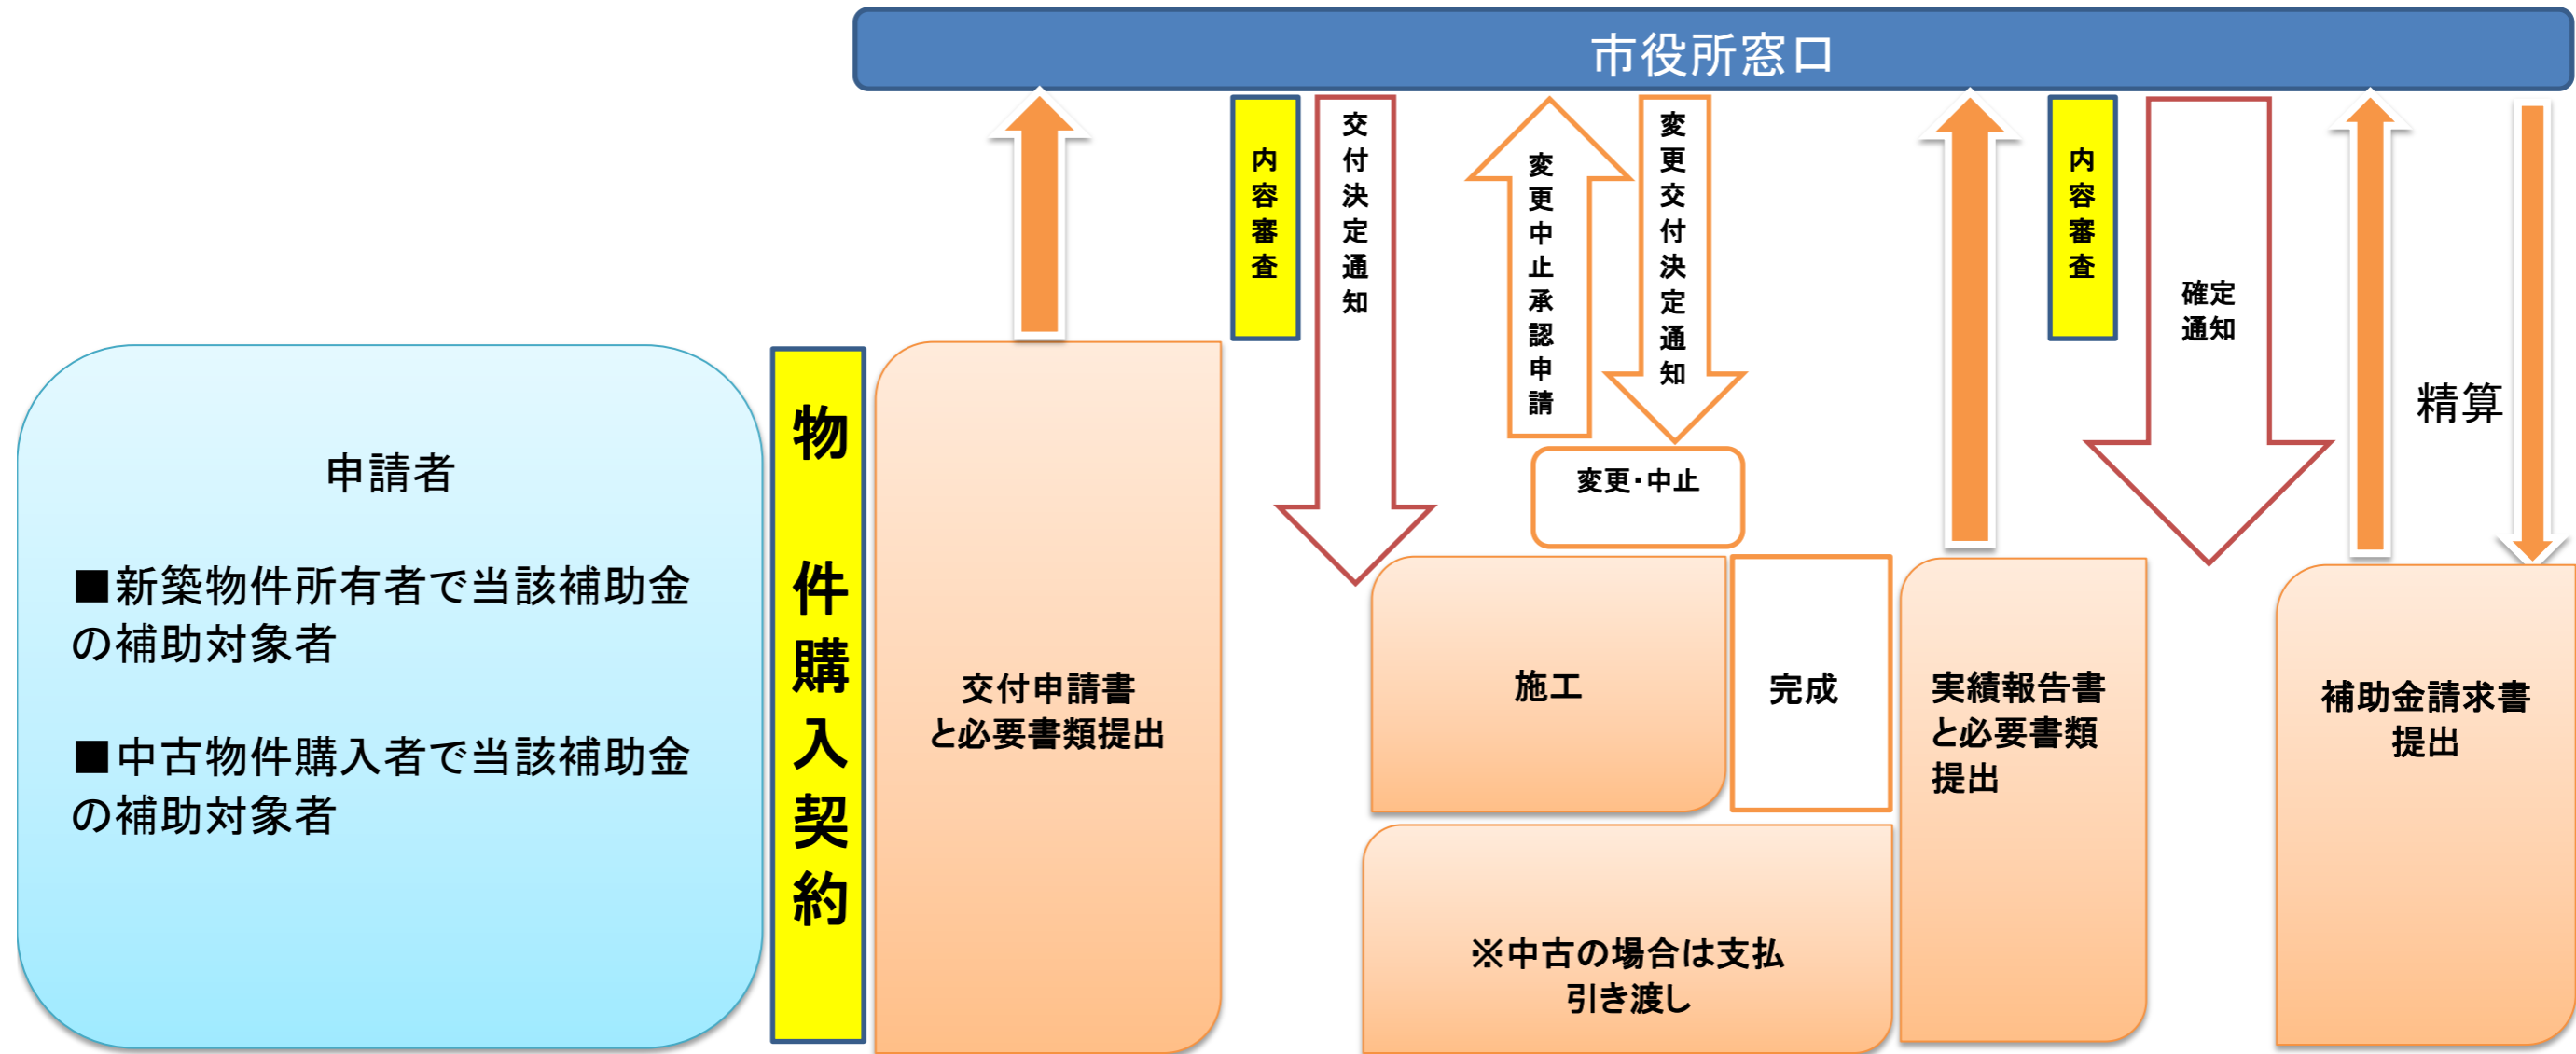 市役所窓口
申請者
■新築物件所有者で当該補助金
の補助対象者
■中古物件購入者で当該補助金
の補助対象者
物件購入契約
交付申請書
と必要書類提出
内容審査
交付決定通知
変更中止承認申請
変更交付決定通知
変更・中止
施工
完成
※中古の場合は支払
引き渡し
実績報告書
と必要書類
提出
内容審査
確定
通知
補助金請求書
提出
精算